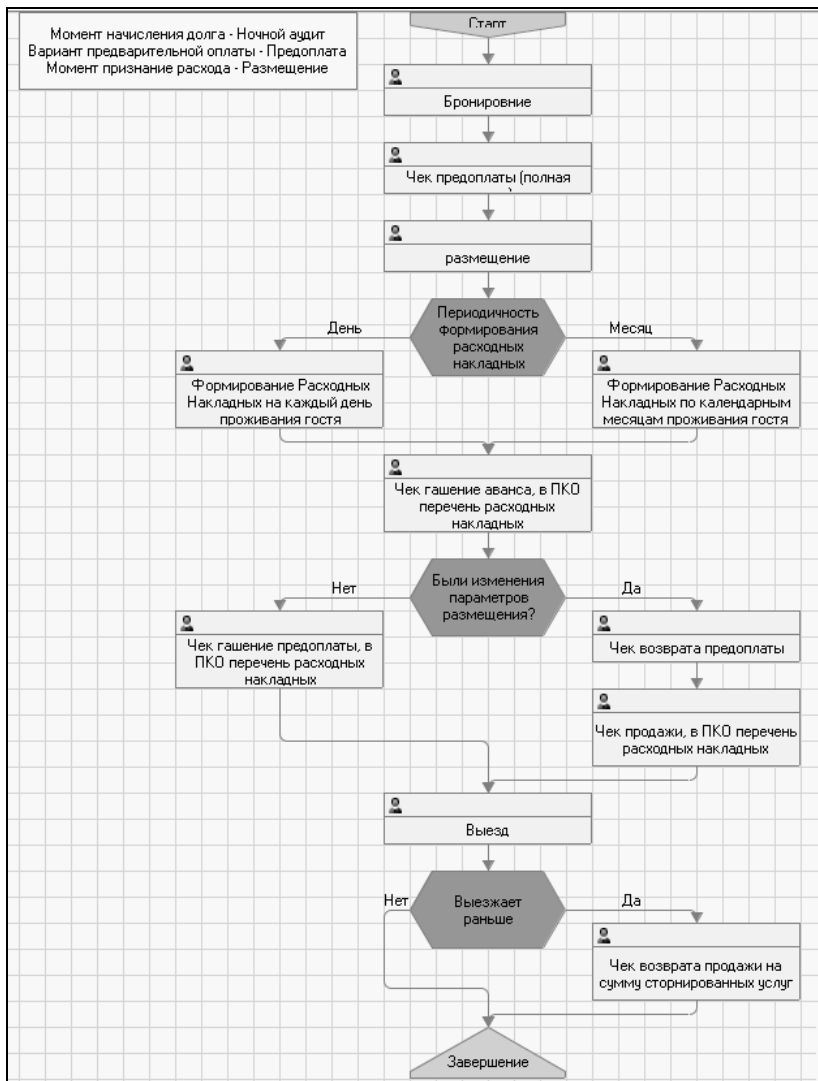 Момент начисления долга - Ночной аудит
Вариант предварительной оплаты - Предоплата
Момент признание расхода - Размещение
Старт
Бронировние
Чек предоплаты (полная
размещение
Периодичность
формирования
расходных
накладных
День
Месяц
Формирование Расходных
Накладных на каждый день
проживания гостя
Формирование Расходных
Накладных по календарным
месяцам проживания гостя
Чек гашение аванса, в ПКО
перечень расходных
накладных
Были изменения
параметров
размещения?
Нет
Да
Чек гашение предоплаты, в
ПКО перечень расходных
накладных
Чек возврата предоплаты
Чек продажи, в ПКО перечень
расходных накладных
Выезд
Выезжает
раньше
Нет
Да
Чек возврата продажи на
сумму сторнированных услуг
Завершение